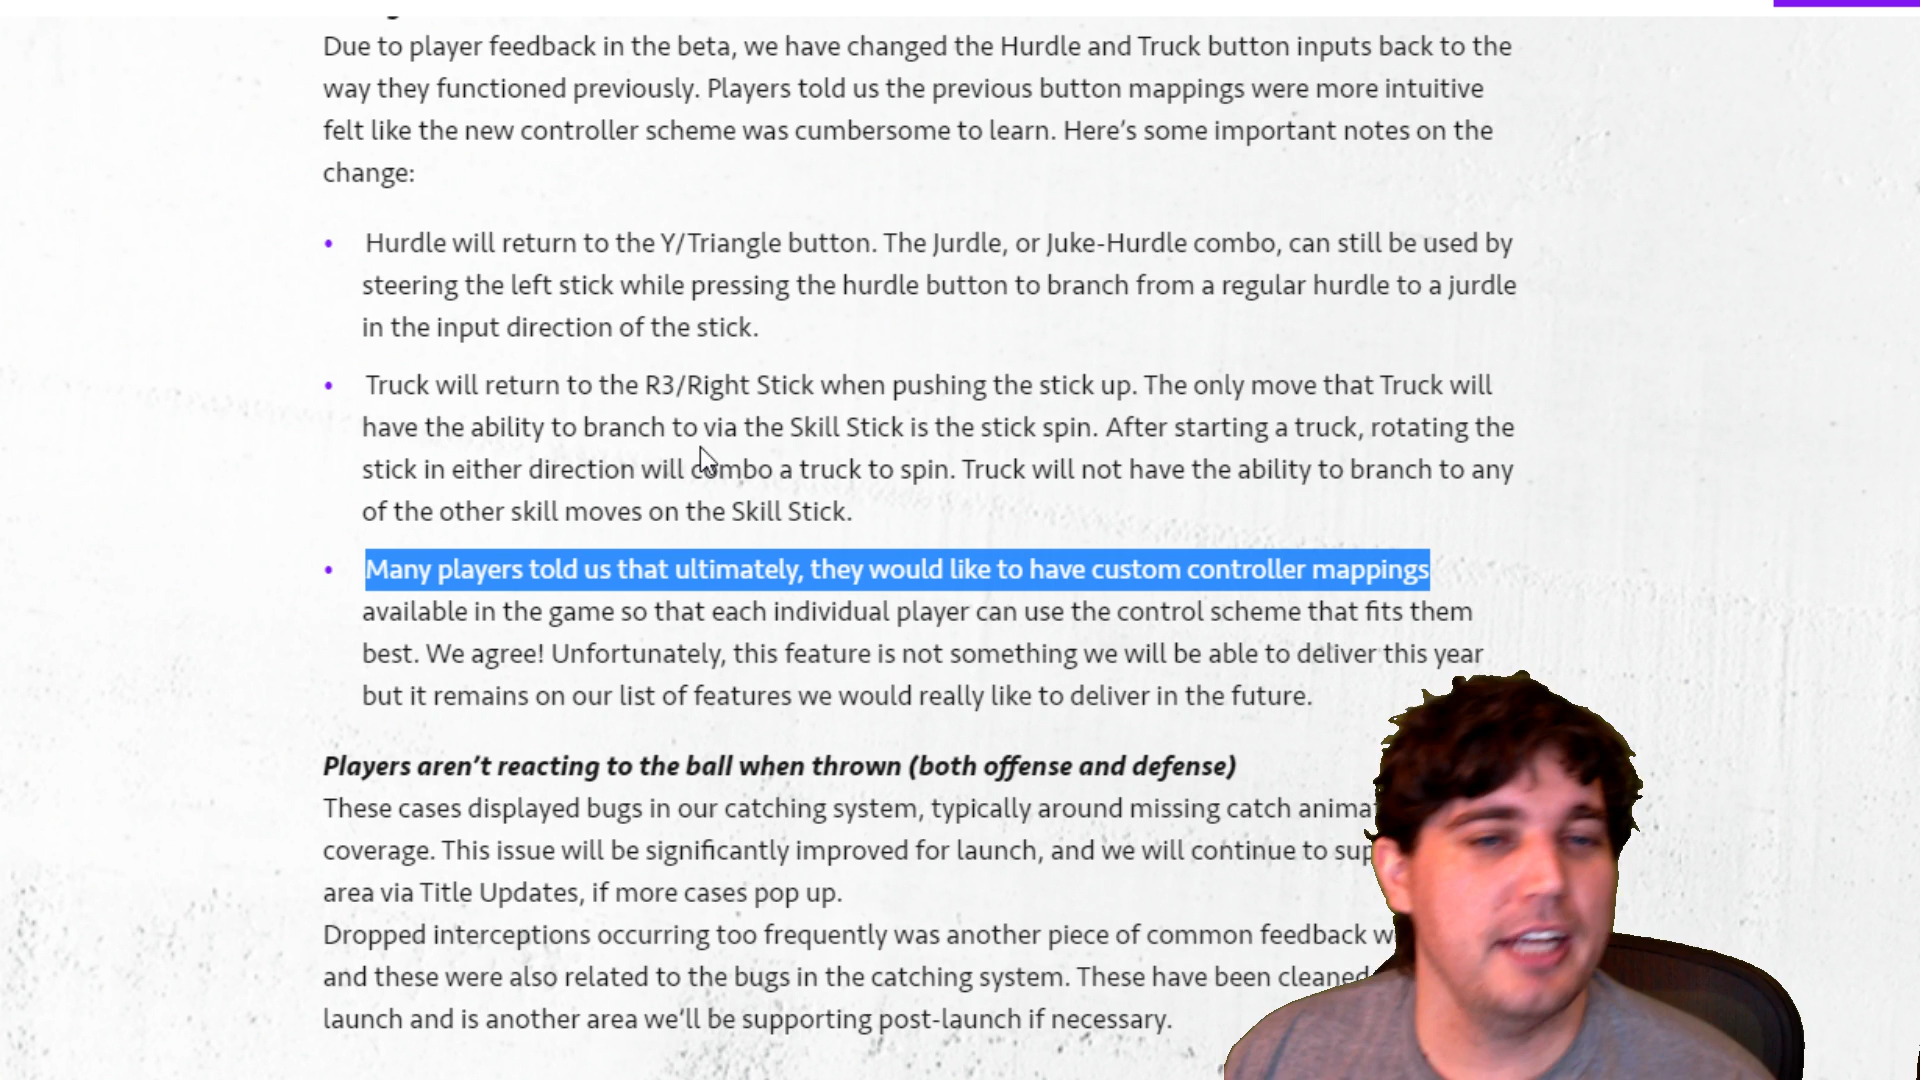 Due to player feedback in the beta, we have changed the Hurdle and Truck button inputs back to the
way they functioned previously. Players told us the previous button mappings were more intuitive
felt like the new controller scheme was cumbersome to learn. Here’s some important notes on the
change:
• Hurdle will return to the Y/Triangle button. The Jurdle, or Juke-Hurdle combo, can still be used by
steering the left stick while pressing the hurdle button to branch from a regular hurdle to a jurdle
in the input direction of the stick.
• Truck will return to the R3/Right Stick when pushing the stick up. The only move that Truck will
have the ability to branch to via the Skill Stick is the stick spin. After starting a truck, rotating the
stick in either direction will combo a truck to spin. Truck will not have the ability to branch to any
of the other skill moves on the Skill Stick.
• Many players told us that ultimately, they would like to have custom controller mappings
available in the game so that each individual player can use the control scheme that fits them
best. We agree! Unfortunately, this feature is not something we will be able to deliver this year
but it remains on our list of features we would really like to deliver in the future.
Players aren’t reacting to the ball when thrown (both offense and defense)
These cases displayed bugs in our catching system, typically around missing catch
coverage. This issue will be significantly improved for launch, and we will continue to
area via Title Updates, if more cases pop up.
Dropped interceptions occurring too frequently was another piece of common feedback
and these were also related to the bugs in the catching system. These have been cleaned
launch and is another area we’ll be supporting post-launch if necessary.